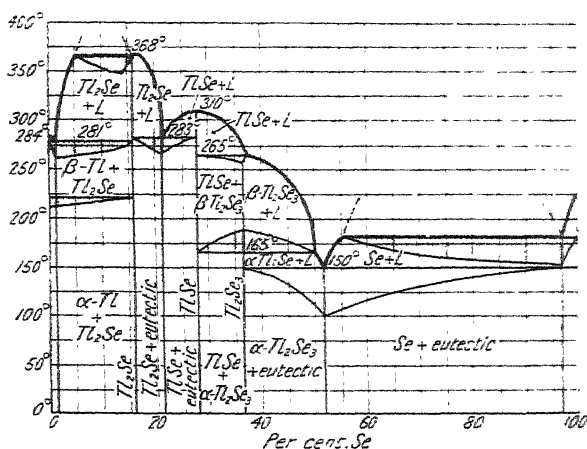 400°
350°
300°
284°
250°
200°
150°
100°
50°
0°
0
20
40
60
80
100
Per cent. Se
368°
Tl₂Se
+ L
281°
β-Tl +
Tl₂Se
Tl₂Se
+ L
TlSe+L
310°
TlSe+L
283°
265°
TlSe+
βTl₂Se₃
β-Tl₂Se₃
+ L
165°
αTl₂Se+L
150°
Se+L
α-Tl
+
Tl₂Se
Tl₂Se
Tl₂Se+eutectic
TlSe+
eutectic
TlSe
TlSe
+
α-Tl₂Se₃
Tl₂Se₃
α-Tl₂Se₃
+eutectic
Se + eutectic